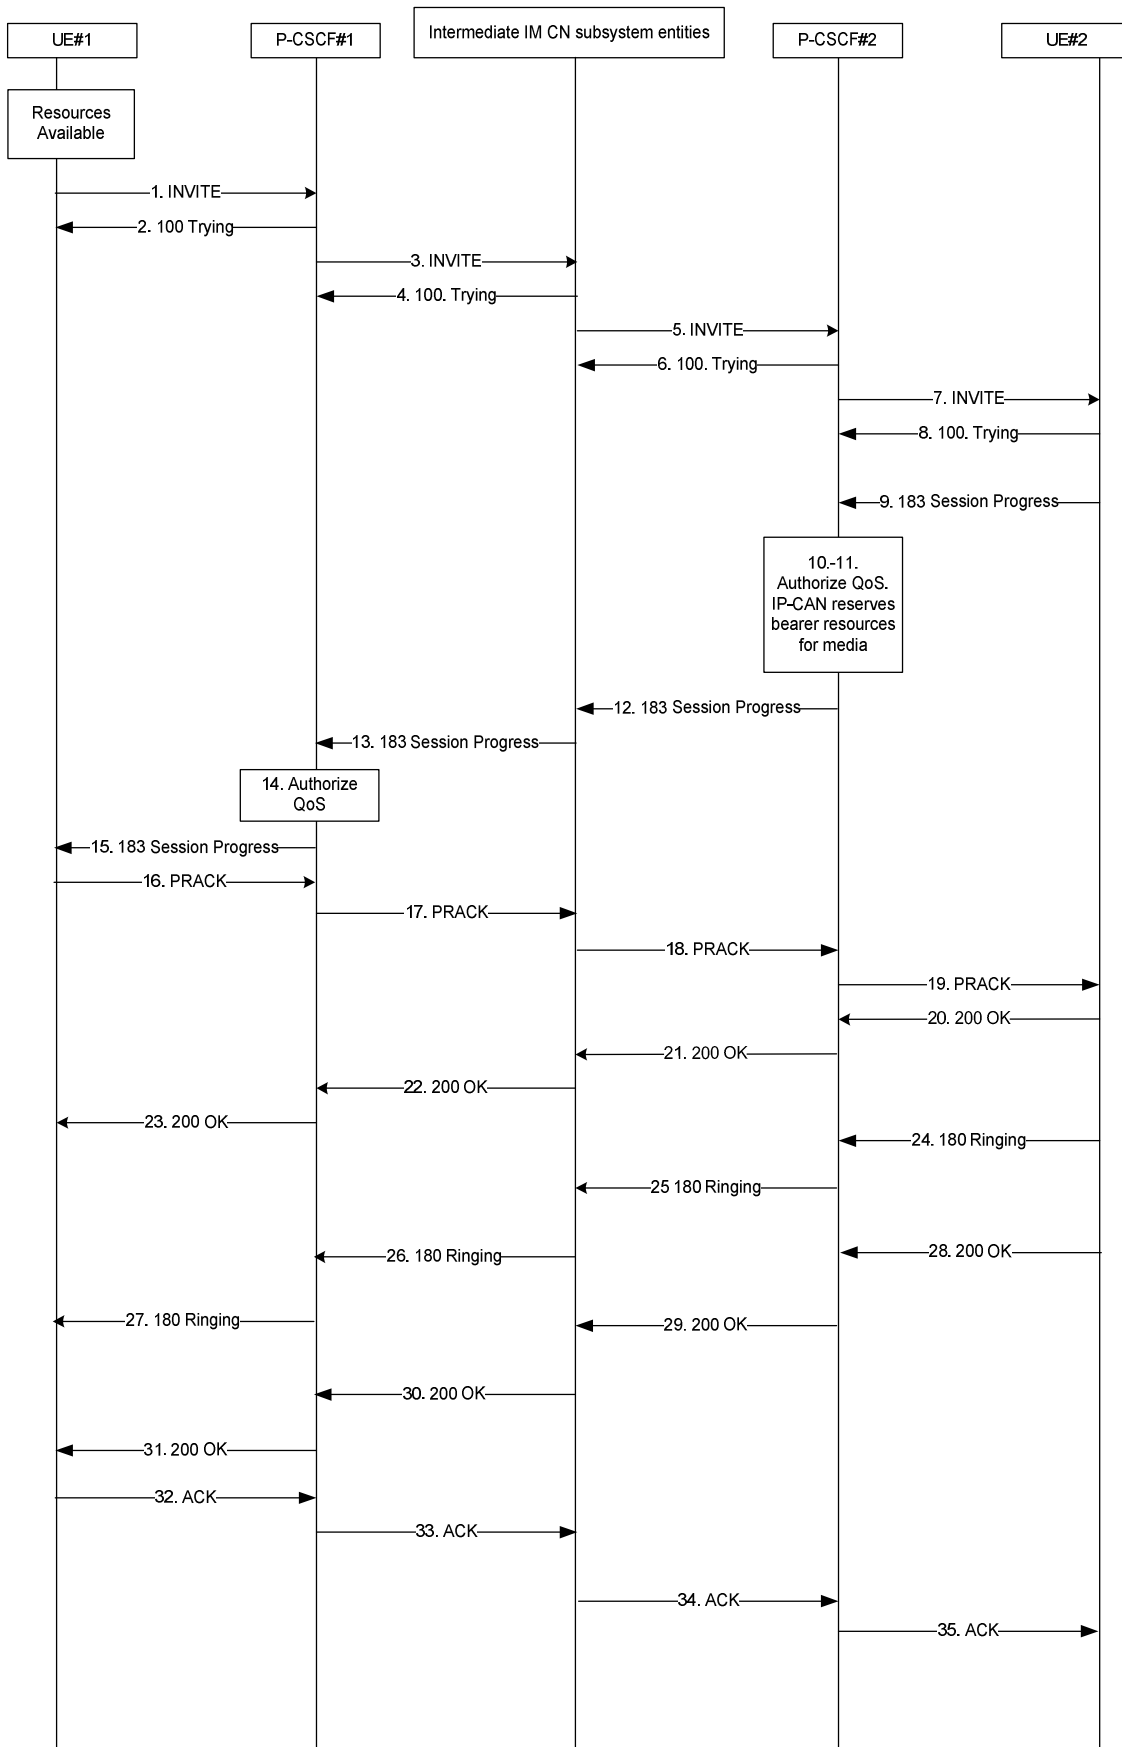 UE#1
P-CSCF#1
Intermediate IM CN subsystem entities
P-CSCF#2
UE#2
Resources
Available
1. INVITE
2. 100 Trying
3. INVITE
4. 100. Trying
5. INVITE
6. 100. Trying
7. INVITE
8. 100. Trying
9. 183 Session Progress
10.-11.
Authorize QoS.
IP-CAN reserves
bearer resources
for media
12. 183 Session Progress
13. 183 Session Progress
14. Authorize
QoS
15. 183 Session Progress
16. PRACK
17. PRACK
18. PRACK
19. PRACK
20. 200 OK
21. 200 OK
22. 200 OK
23. 200 OK
24. 180 Ringing
25 180 Ringing
26. 180 Ringing
28. 200 OK
27. 180 Ringing
29. 200 OK
30. 200 OK
31. 200 OK
32. ACK
33. ACK
34. ACK
35. ACK